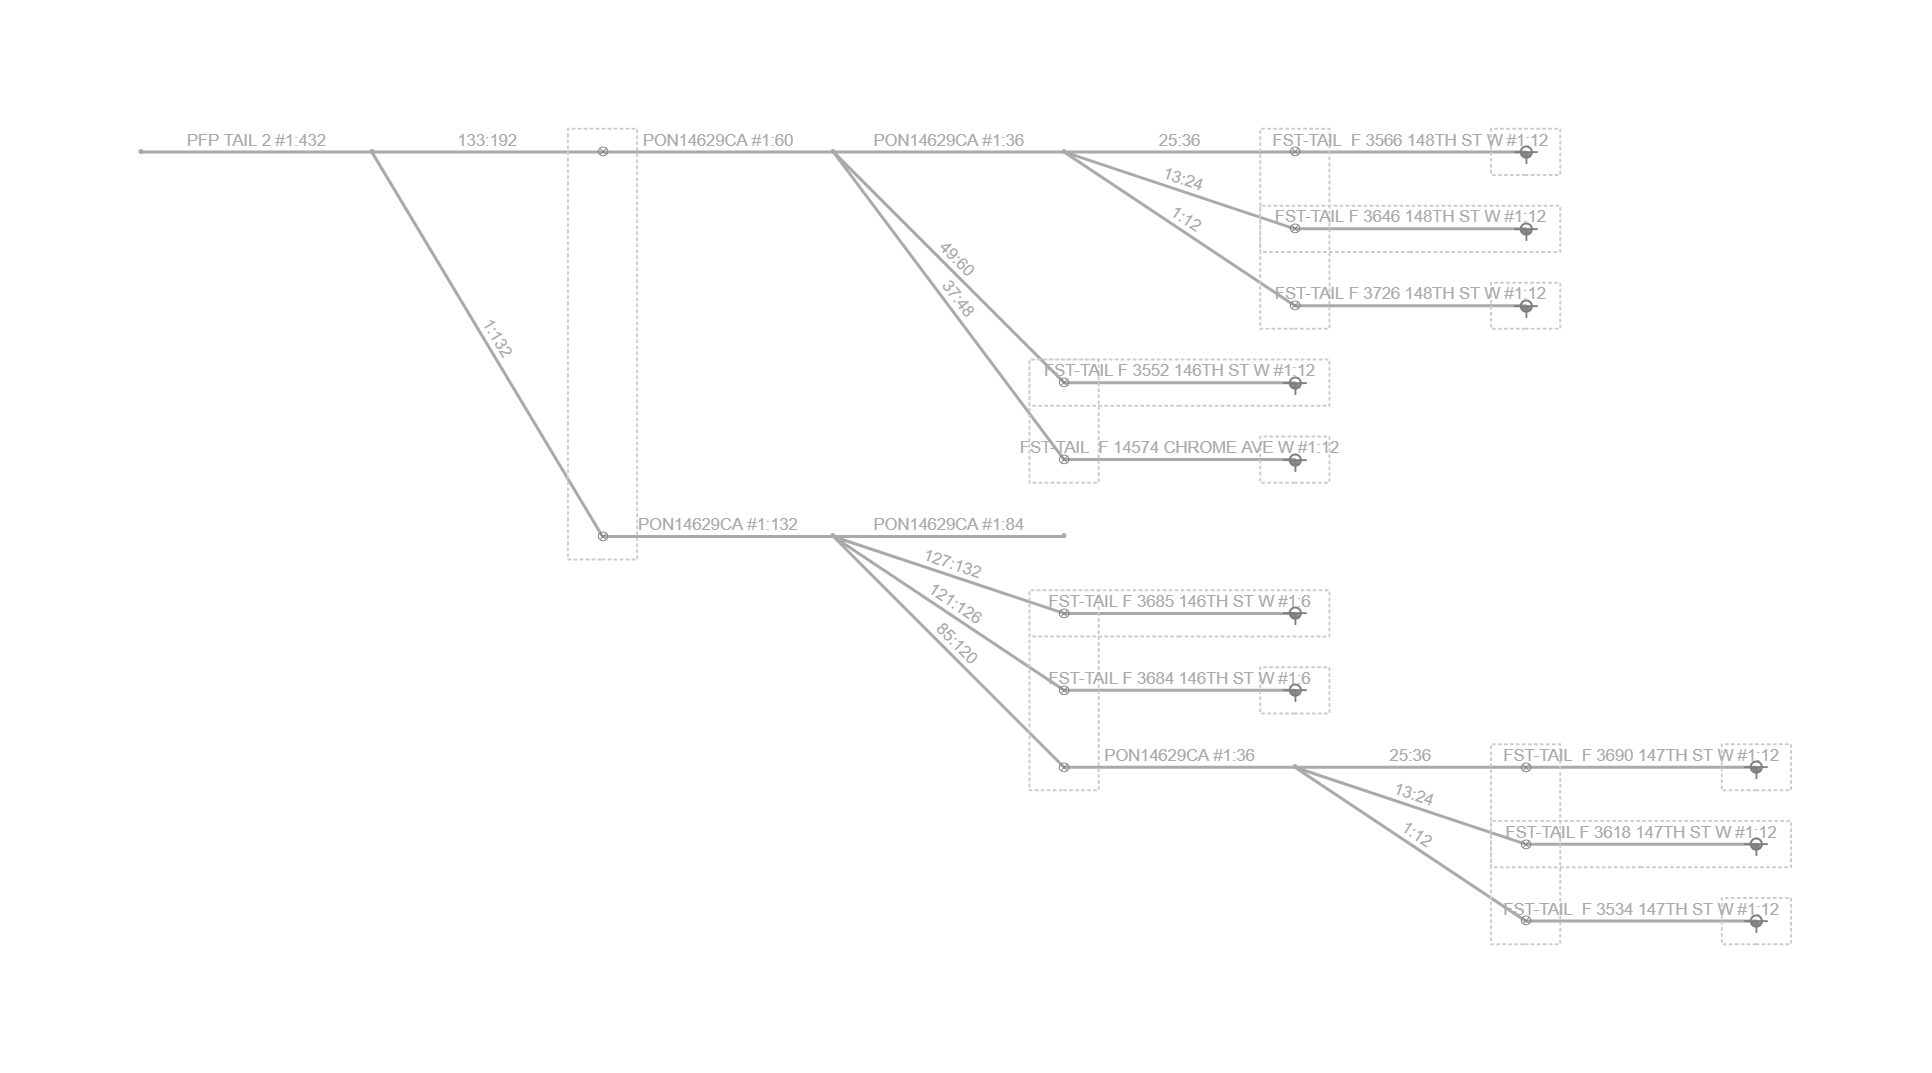 PFP TAIL 2 #1:432
133:192
PON14629CA #1:60
PON14629CA #1:36
25:36
FST-TAIL  F 3566 148TH ST W #1:12
13:24
FST-TAIL F 3646 148TH ST W #1:12
1:12
FST-TAIL F 3726 148TH ST W #1:12
49:60
37:48
1:132
FST-TAIL F 3552 146TH ST W #1:12
FST-TAIL  F 14574 CHROME AVE W #1:12
PON14629CA #1:132
PON14629CA #1:84
127:132
FST-TAIL F 3685 146TH ST W #1:6
121:126
85:120
FST-TAIL F 3684 146TH ST W #1:6
PON14629CA #1:36
25:36
FST-TAIL  F 3690 147TH ST W #1:12
13:24
FST-TAIL F 3618 147TH ST W #1:12
1:12
FST-TAIL  F 3534 147TH ST W #1:12